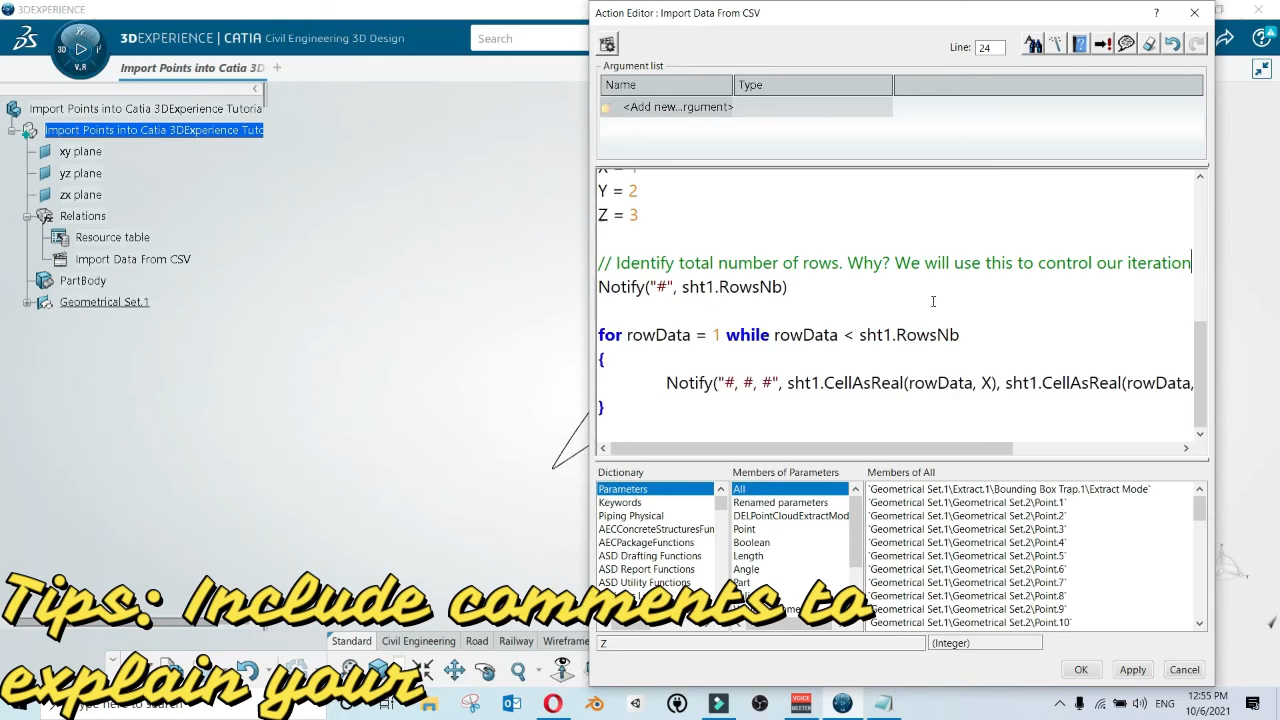 3DEXPERIENCE
3DEXPERIENCE | CATIA Civil Engineering 3D Design
Search
3D
V.R
Import Points into Catia 3D
Import Points into Catia 3DExperience Tutoria
Import Points into Catia 3DExperience Tuto
xy plane
yz plane
zx plane
Relations
Resource table
Import Data From CSV
PartBody
Geometrical Set.1
Action Editor : Import Data From CSV
Line: 24
Argument list
Name Type
<Add new...rgument>
Y = 2
Z = 3
// Identify total number of rows. Why? We will use this to control our iteration
Notify("#", sht1.RowsNb)
for rowData = 1 while rowData < sht1.RowsNb
{
Notify("#, #, #", sht1.CellAsReal(rowData, X), sht1.CellAsReal(rowData,
}
Dictionary
Parameters
Keywords
Piping Physical
AECConcreteStructuresFun
AECPackageFunctions
ASD Drafting Functions
ASD Report Functions
ASD Utility Functions
Members of Parameters
All
Renamed parameters
DELPointCloudExtractMod
Point
Boolean
Length
Angle
Part
Members of All
`Geometrical Set.1\Extract.1\Bounding Box Trap.1\Extract Mode`
`Geometrical Set.1\Geometrical Set.2\Point.1`
`Geometrical Set.1\Geometrical Set.2\Point.2`
`Geometrical Set.1\Geometrical Set.2\Point.3`
`Geometrical Set.1\Geometrical Set.2\Point.4`
`Geometrical Set.1\Geometrical Set.2\Point.5`
`Geometrical Set.1\Geometrical Set.2\Point.6`
`Geometrical Set.1\Geometrical Set.2\Point.7`
`Geometrical Set.1\Geometrical Set.2\Point.8`
`Geometrical Set.1\Geometrical Set.2\Point.9`
`Geometrical Set.1\Geometrical Set.2\Point.10`
Z (Integer)
OK Apply Cancel
Tips: Include comments to
explain your
Standard Civil Engineering Road Railway Wirefram
here to search
VOICE MEETER
ENG
12:55 PM
10/6/2021